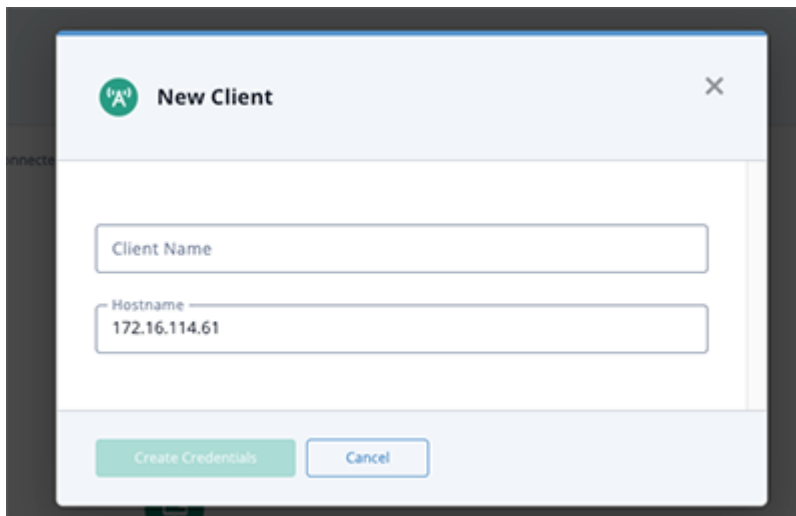 New Client
Client Name
Hostname
172.16.114.61
Create Credentials
Cancel